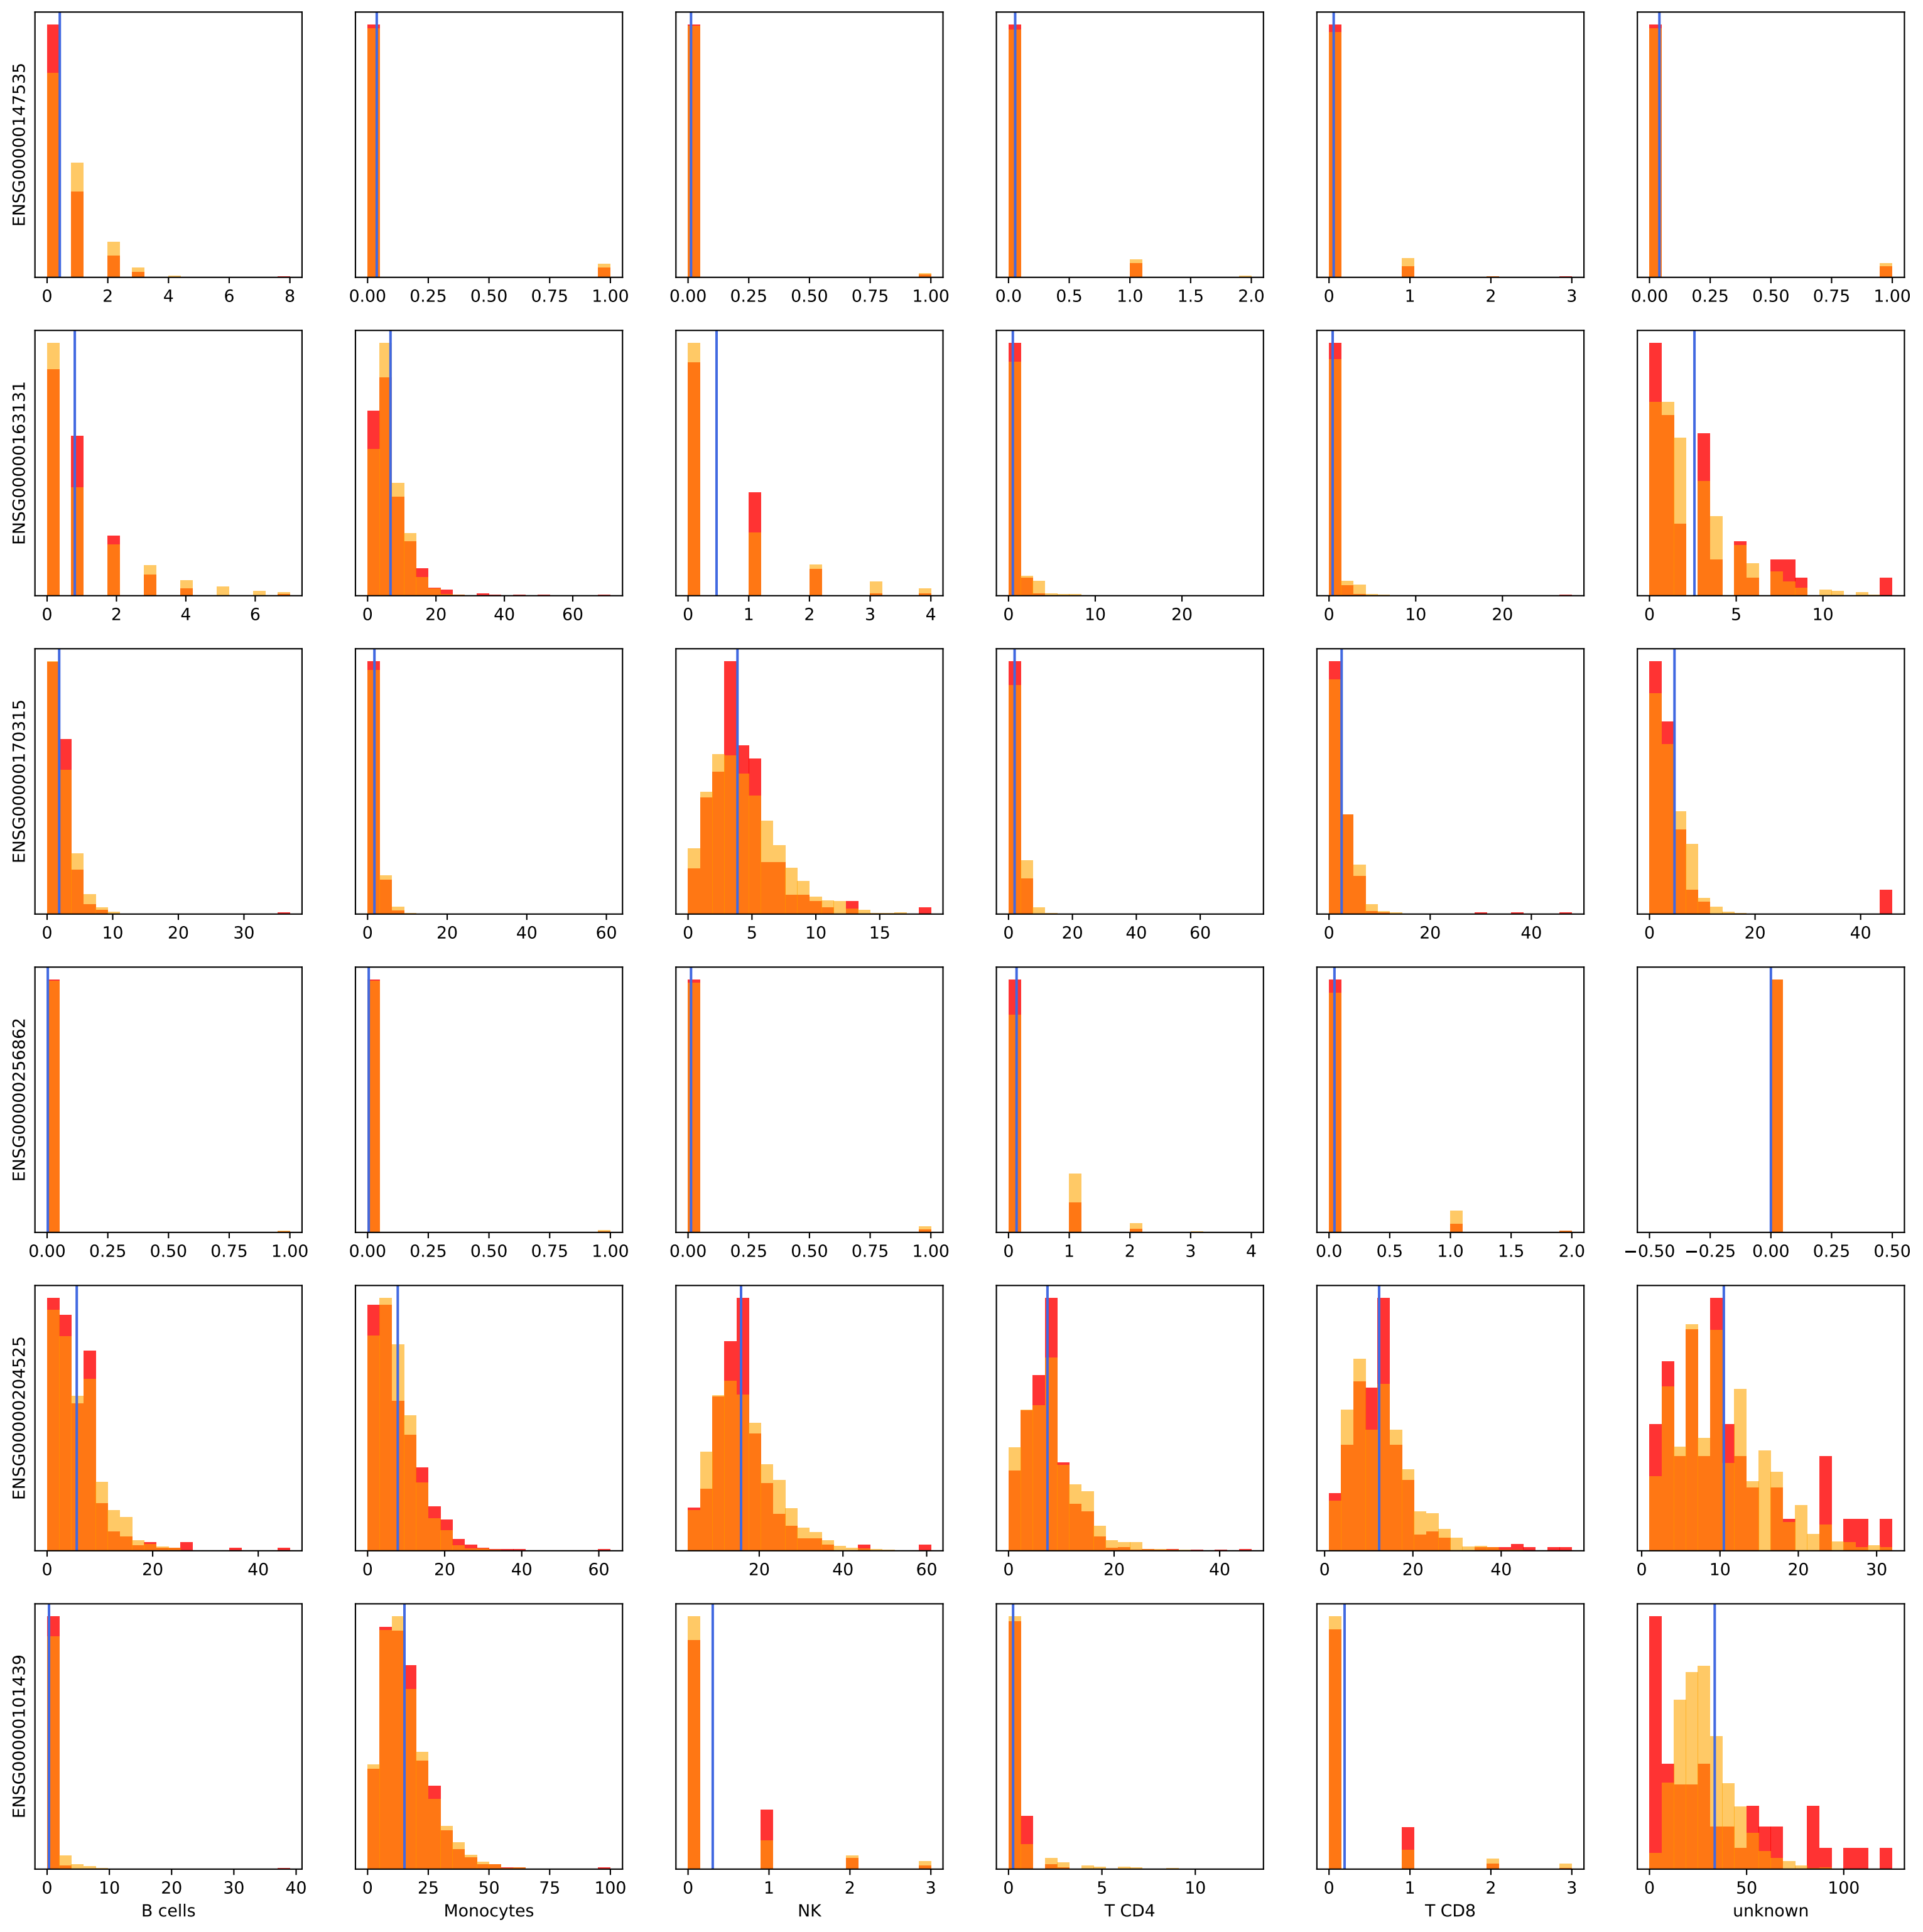 ENSG00000147535
0 2 4 6 8
0.00 0.25 0.50 0.75 1.00
0.00 0.25 0.50 0.75 1.00
0.0 0.5 1.0 1.5 2.0
0 1 2 3
0.00 0.25 0.50 0.75 1.00
ENSG00000163131
0 2 4 6
0 20 40 60
0 1 2 3 4
0 10 20
0 10 20
0 5 10
ENSG00000170315
0 10 20 30
0 20 40 60
0 5 10 15
0 20 40 60
0 20 40
0 20 40
ENSG00000256862
0.00 0.25 0.50 0.75 1.00
0.00 0.25 0.50 0.75 1.00
0.00 0.25 0.50 0.75 1.00
0 1 2 3 4
0.0 0.5 1.0 1.5 2.0
−0.50 −0.25 0.00 0.25 0.50
ENSG00000204525
0 20 40
0 20 40 60
20 40 60
0 20 40
0 20 40
0 10 20 30
ENSG00000101439
0 10 20 30 40
0 25 50 75 100
0 1 2 3
0 5 10
0 1 2 3
0 50 100
B cells
Monocytes
NK
T CD4
T CD8
unknown